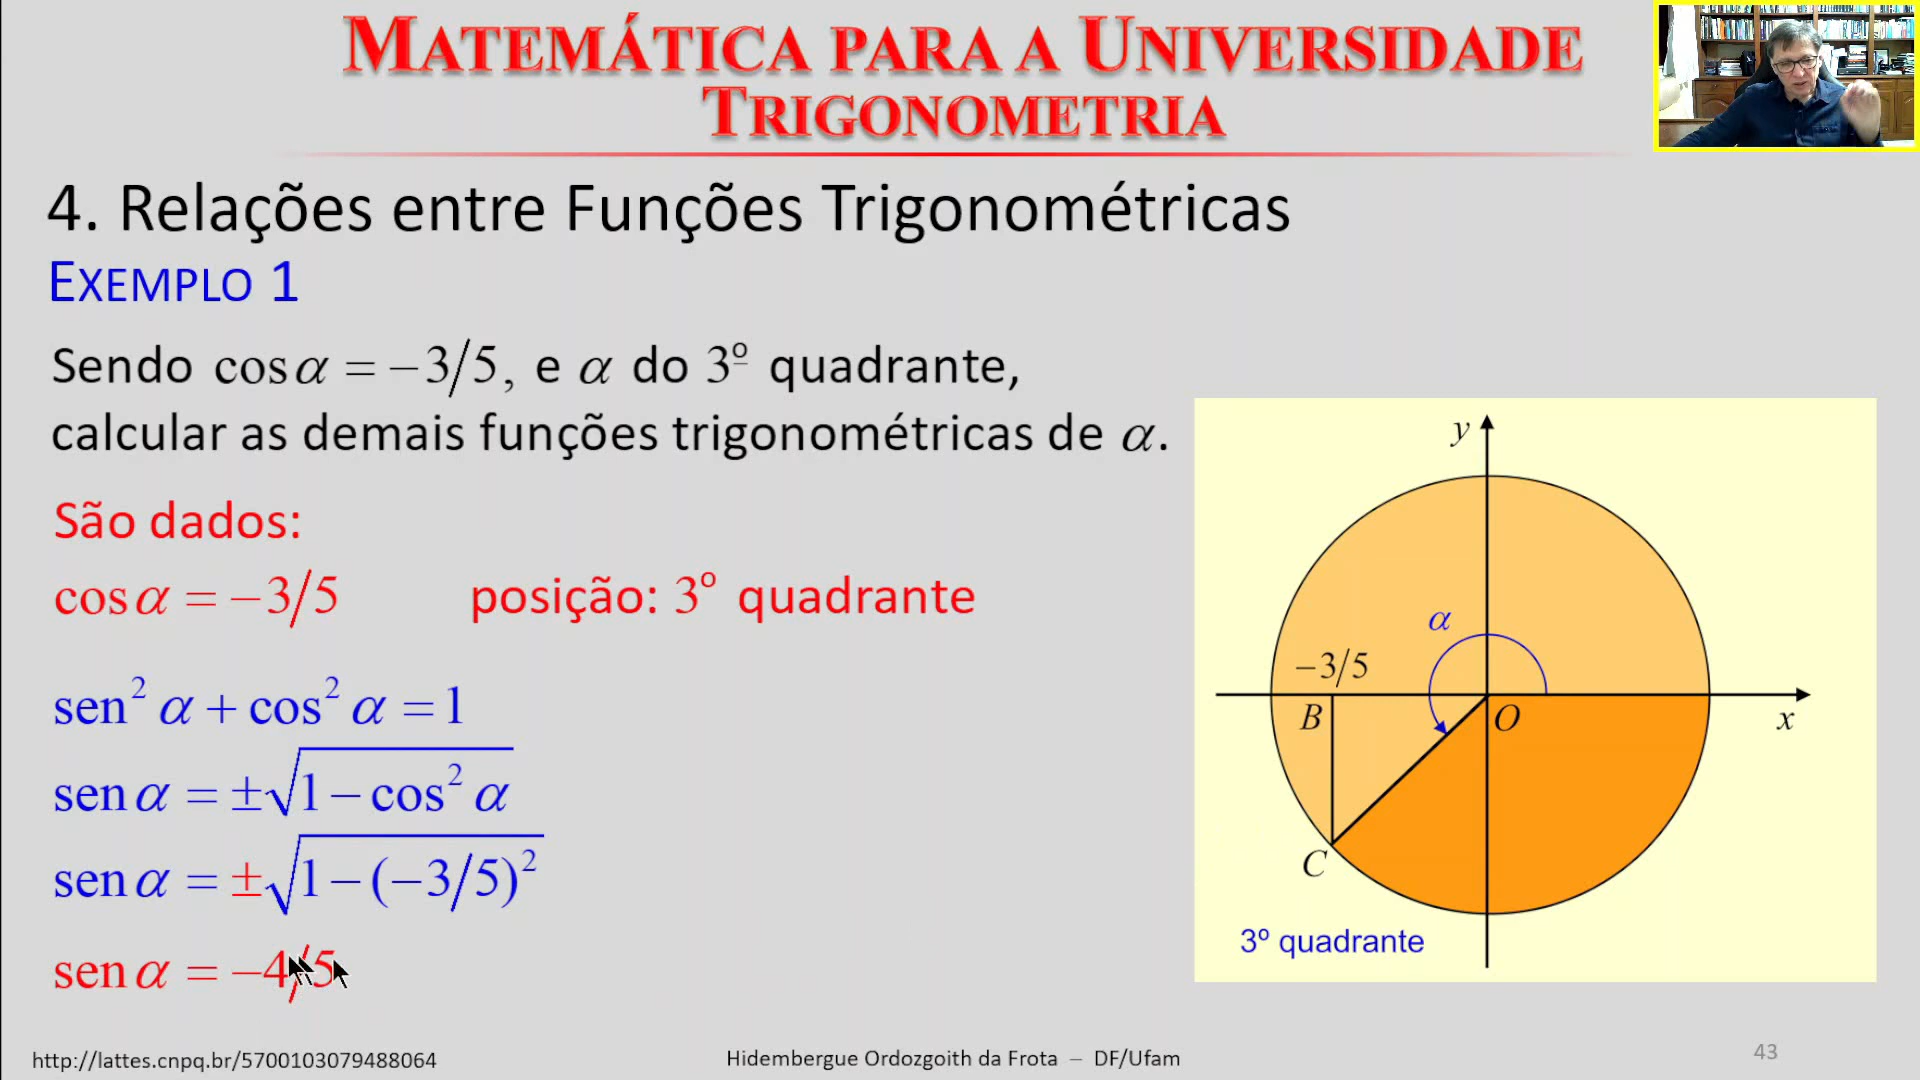 MATEMÁTICA PARA A UNIVERSIDADE
TRIGONOMETRIA
4. Relações entre Funções Trigonométricas
EXEMPLO 1
Sendo cos α = −3/5, e α do 3º quadrante,
calcular as demais funções trigonométricas de α.
São dados:
cos α = −3/5 posição: 3º quadrante
sen² α + cos² α = 1
sen α = ±√(1 − cos² α)
sen α = ±√(1 − (−3/5)²)
sen α = −4/5
y
α
−3/5
B
O
x
C
3º quadrante
http://lattes.cnpq.br/5700103079488064
Hidembergue Ordozgoith da Frota – DF/Ufam
43